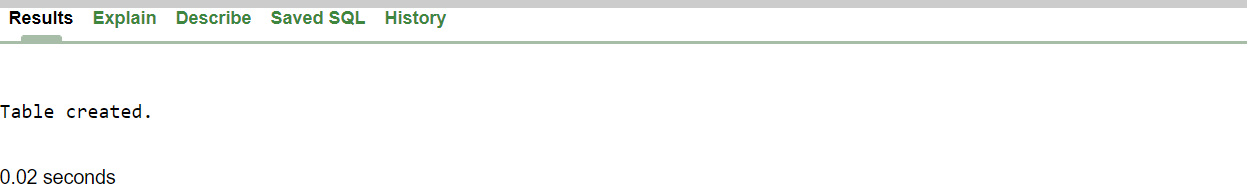 Results Explain Describe Saved SQL History
Table created.
0.02 seconds